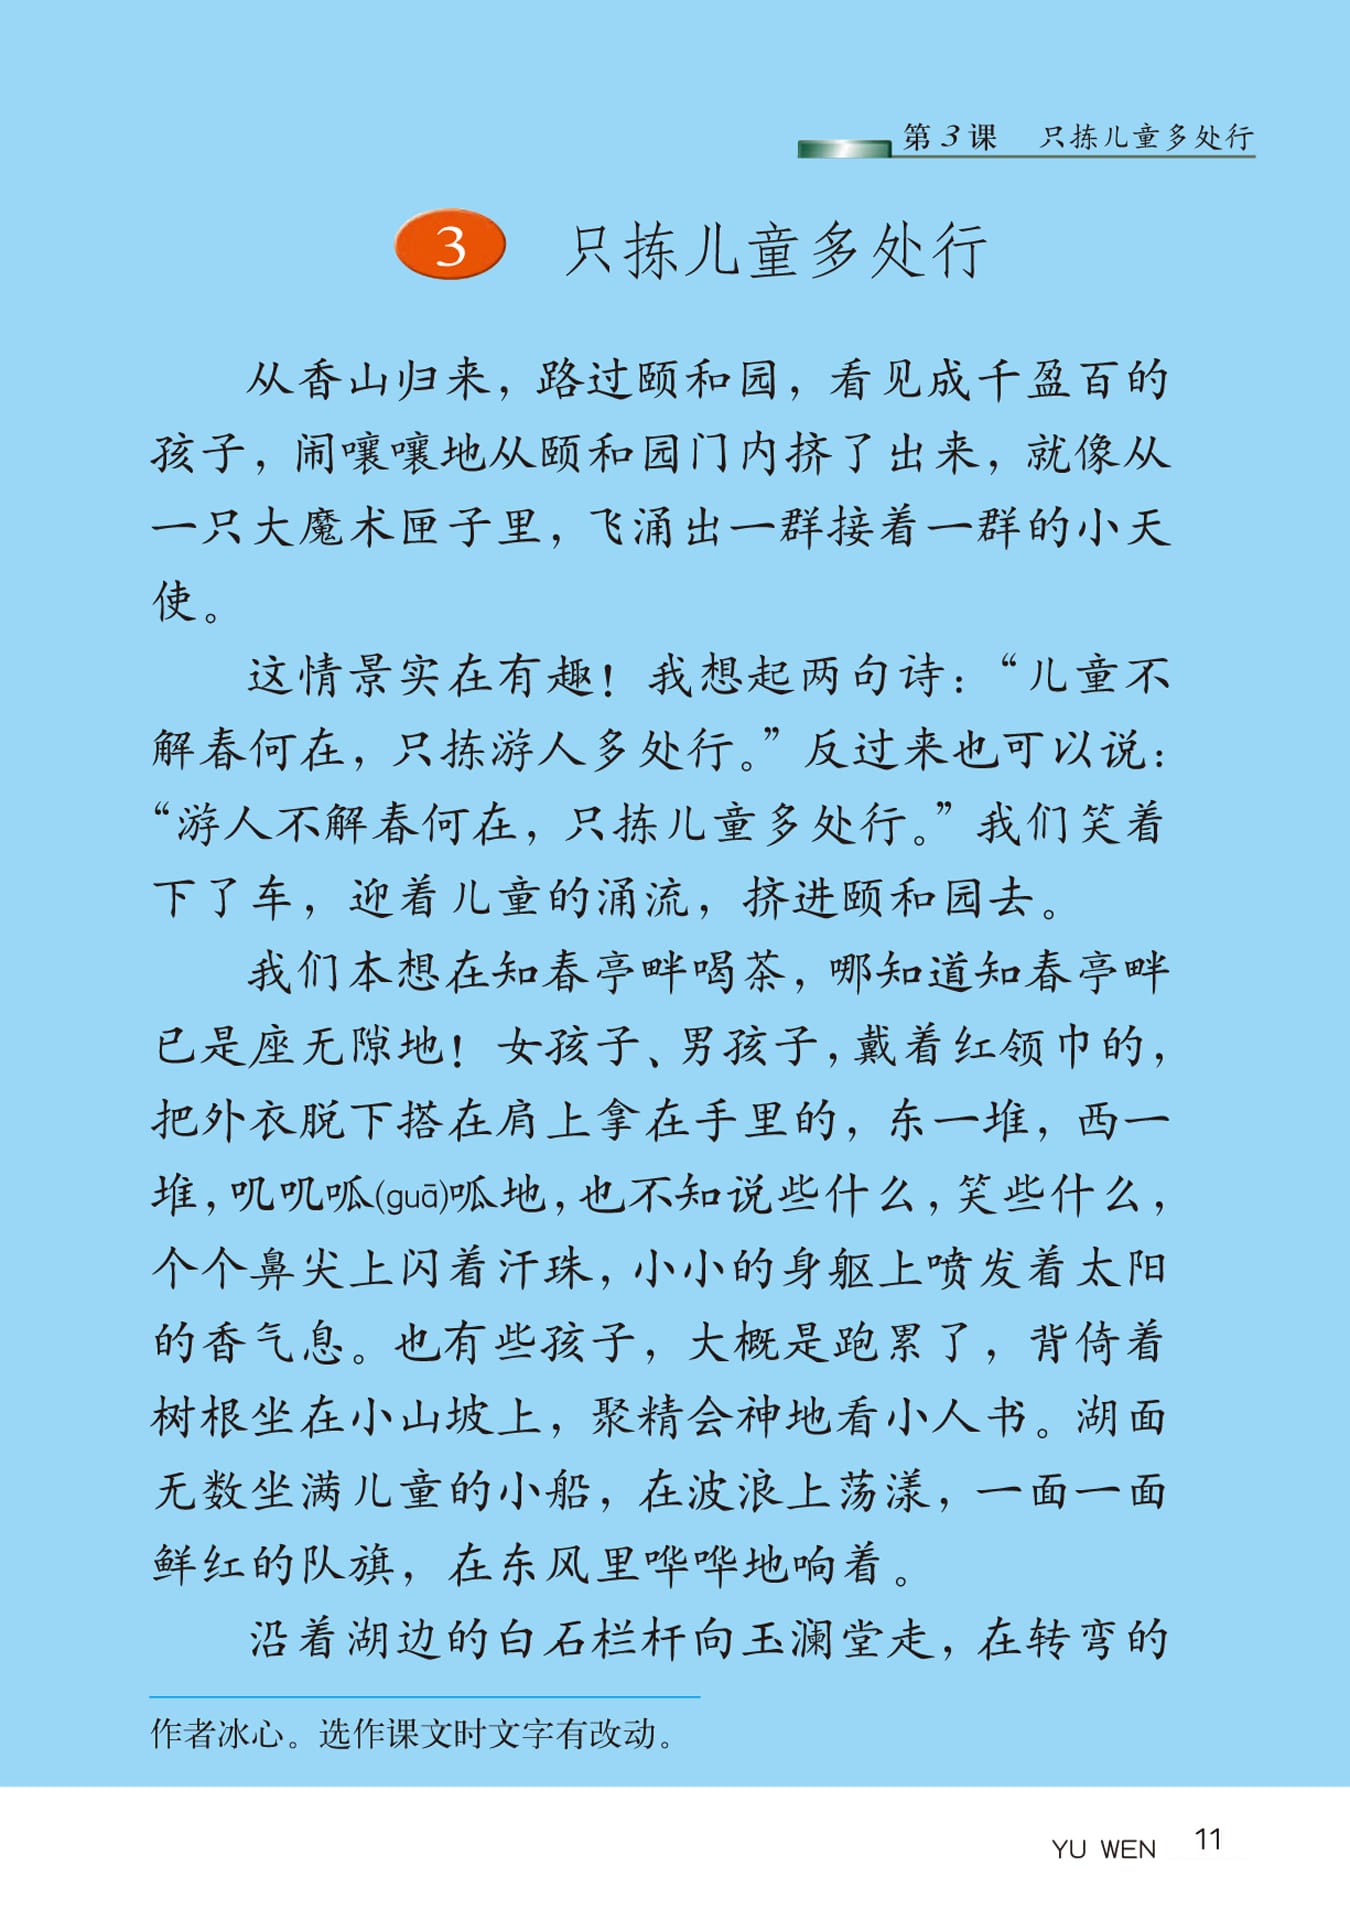 第3课 只拣儿童多处行
3 只拣儿童多处行
从香山归来，路过颐和园，看见成千盈百的
孩子，闹嚷嚷地从颐和园门内挤了出来，就像从
一只大魔术匣子里，飞涌出一群接着一群的小天
使。
这情景实在有趣！我想起两句诗：“儿童不
解春何在，只拣游人多处行。”反过来也可以说：
“游人不解春何在，只拣儿童多处行。”我们笑着
下了车，迎着儿童的涌流，挤进颐和园去。
我们本想在知春亭畔喝茶，哪知道知春亭畔
已是座无隙地！女孩子、男孩子，戴着红领巾的，
把外衣脱下搭在肩上拿在手里的，东一堆，西一
堆，叽叽呱(guā)呱地，也不知说些什么，笑些什么，
个个鼻尖上闪着汗珠，小小的身躯上喷发着太阳
的香气息。也有些孩子，大概是跑累了，背倚着
树根坐在小山坡上，聚精会神地看小人书。湖面
无数坐满儿童的小船，在波浪上荡漾，一面一面
鲜红的队旗，在东风里哗哗地响着。
沿着湖边的白石栏杆向玉澜堂走，在转弯的
作者冰心。选作课文时文字有改动。
YU WEN 11